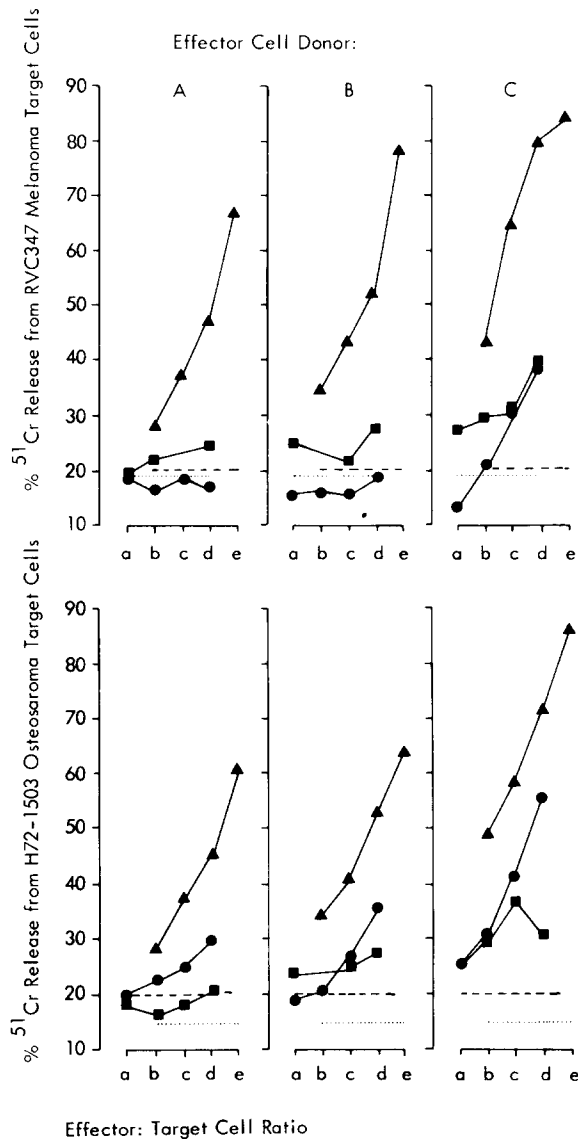 Effector Cell Donor:
A B C
% 51Cr Release from RVC347 Melanoma Target Cells
90
80
70
60
50
40
30
20
10
a b c d e a b c d e a b c d e
% 51Cr Release from H72-1503 Osteosaroma Target Cells
90
80
70
60
50
40
30
20
10
a b c d e a b c d e a b c d e
Effector: Target Cell Ratio